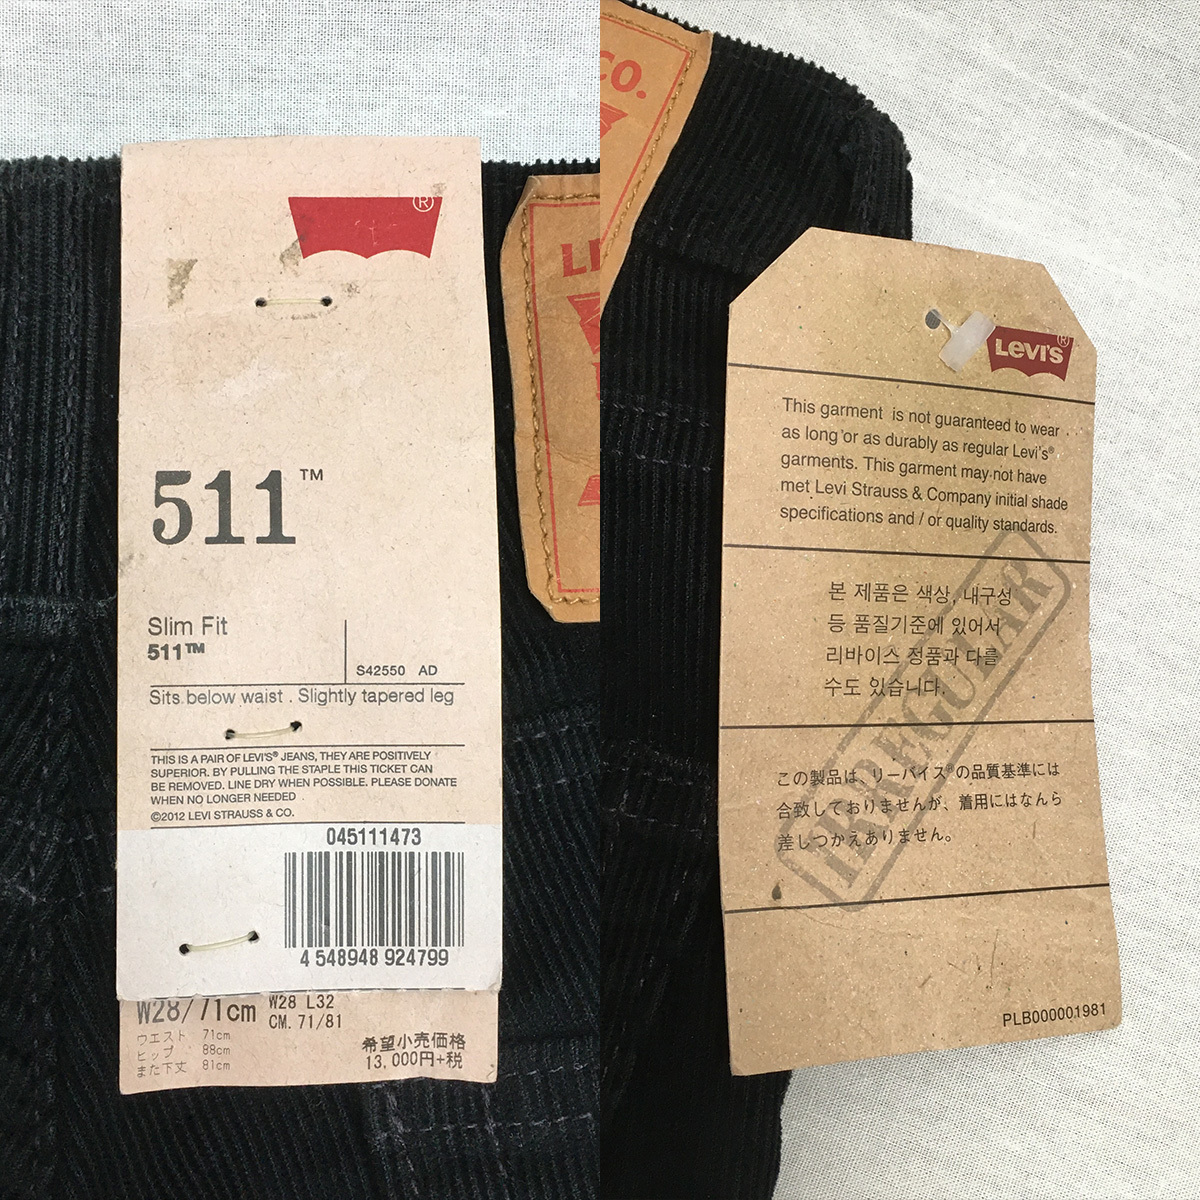 ®
511™
Slim Fit
511™
S42550 AD
Sits below waist . Slightly tapered leg
THIS IS A PAIR OF LEVI'S® JEANS, THEY ARE POSITIVELY
SUPERIOR. BY PULLING THE STAPLE THIS TICKET CAN
BE REMOVED. LINE DRY WHEN POSSIBLE. PLEASE DONATE
WHEN NO LONGER NEEDED
©2012 LEVI STRAUSS & CO.
045111473
4 548948 924799
W28/71cm
W28 L32
CM. 71/81
ウエスト 71cm
ヒップ 88cm
また下丈 81cm
希望小売価格
13,000円+税
CO.
Levi's®
This garment is not guaranteed to wear
as long or as durably as regular Levi's®
garments. This garment may not have
met Levi Strauss & Company initial shade
specifications and / or quality standards.
본 제품은 색상, 내구성
등 품질기준에 있어서
리바이스 정품과 다를
수도 있습니다.
IRREGULAR
この製品は、リーバイス®の品質基準には
合致しておりませんが、着用にはなんら
差しつかえありません。
PLB000001981